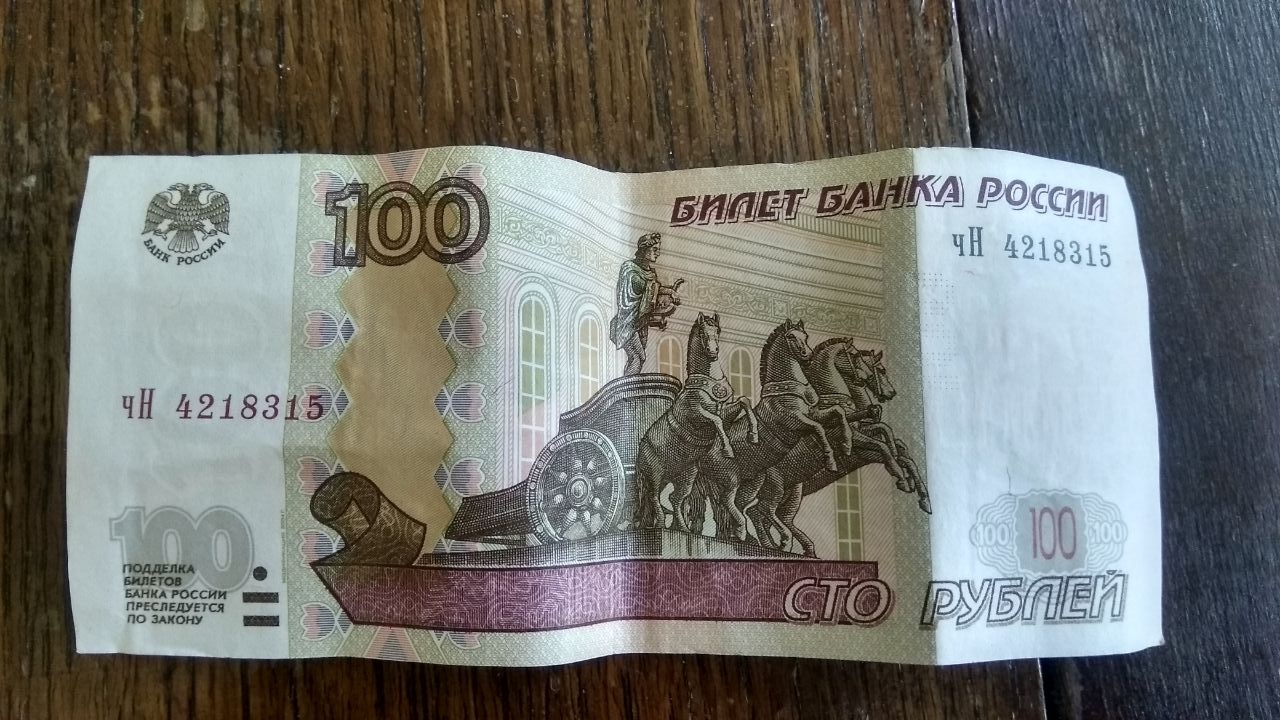 БАНК РОССИИ
100
БИЛЕТ БАНКА РОССИИ
чН 4218315
чН 4218315
100
ПОДДЕЛКА
БИЛЕТОВ
БАНКА РОССИИ
ПРЕСЛЕДУЕТСЯ
ПО ЗАКОНУ
100 100 100
СТО РУБЛЕЙ